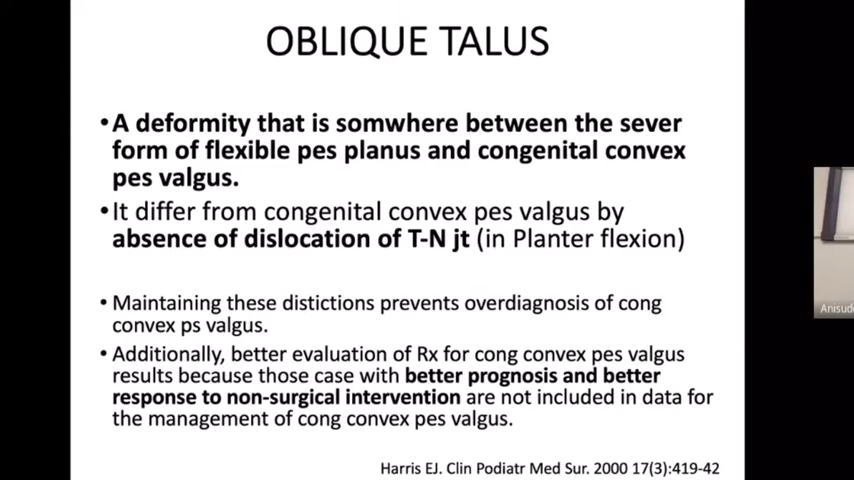 OBLIQUE TALUS
•A deformity that is somwhere between the sever
form of flexible pes planus and congenital convex
pes valgus.
•It differ from congenital convex pes valgus by
absence of dislocation of T-N jt (in Planter flexion)
• Maintaining these distictions prevents overdiagnosis of cong
convex ps valgus.
• Additionally, better evaluation of Rx for cong convex pes valgus
results because those case with better prognosis and better
response to non-surgical intervention are not included in data for
the management of cong convex pes valgus.
Harris EJ. Clin Podiatr Med Sur. 2000 17(3):419-42